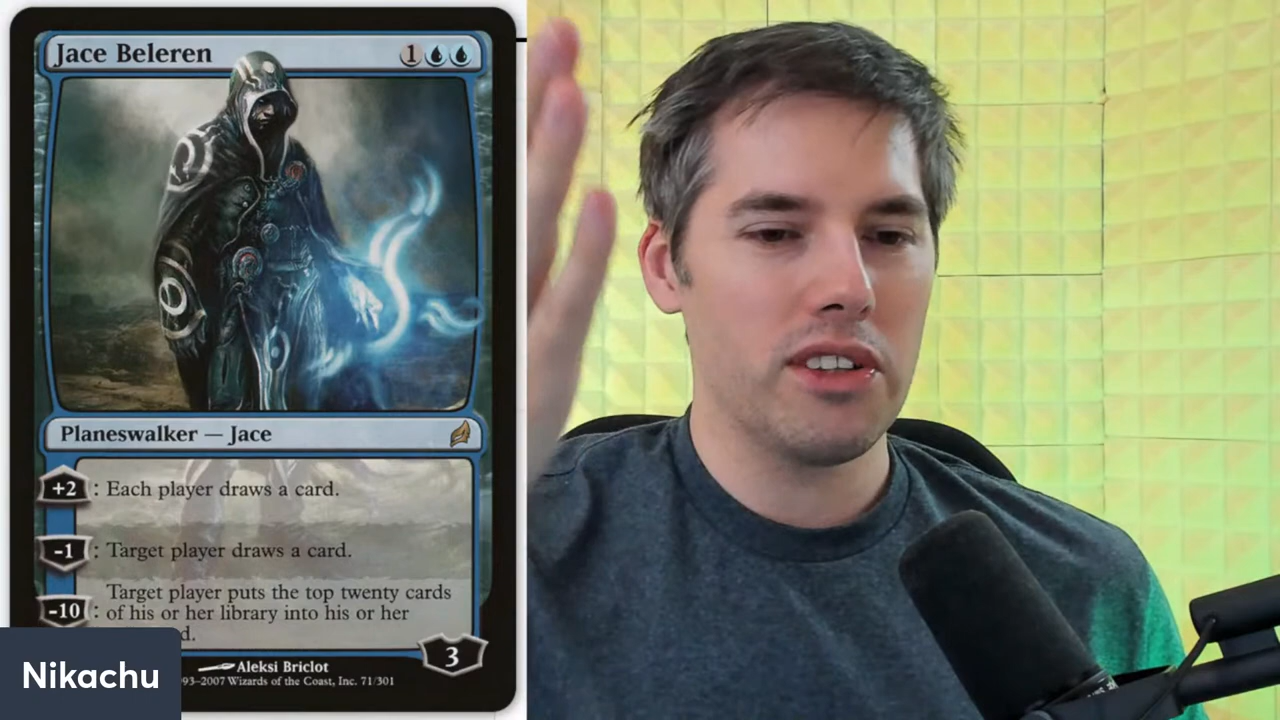 Jace Beleren
1
Planeswalker — Jace
+2 : Each player draws a card.
-1 : Target player draws a card.
Target player puts the top twenty cards
-10 : of his or her library into his or her
d.
3
Aleksi Briclot
93–2007 Wizards of the Coast, Inc. 71/301
Nikachu